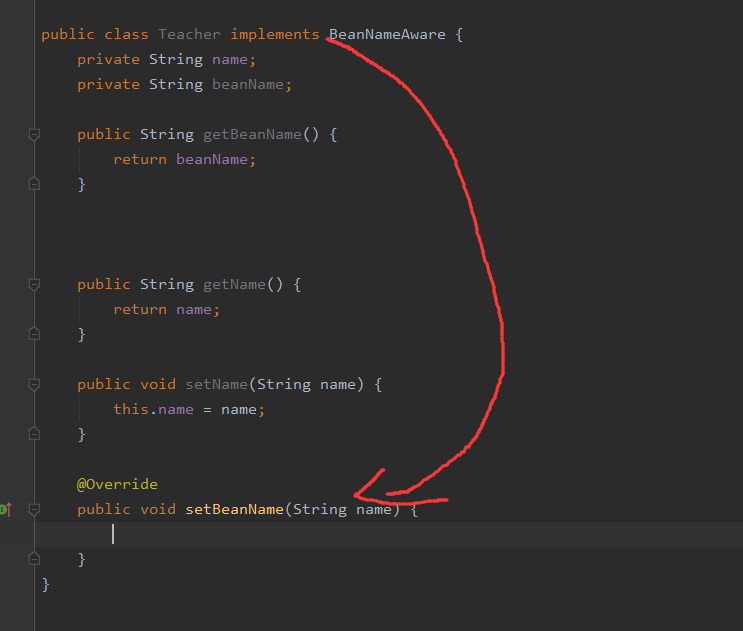 public class Teacher implements BeanNameAware {
private String name;
private String beanName;
public String getBeanName() {
return beanName;
}
public String getName() {
return name;
}
public void setName(String name) {
this.name = name;
}
@Override
public void setBeanName(String name) {
}
}